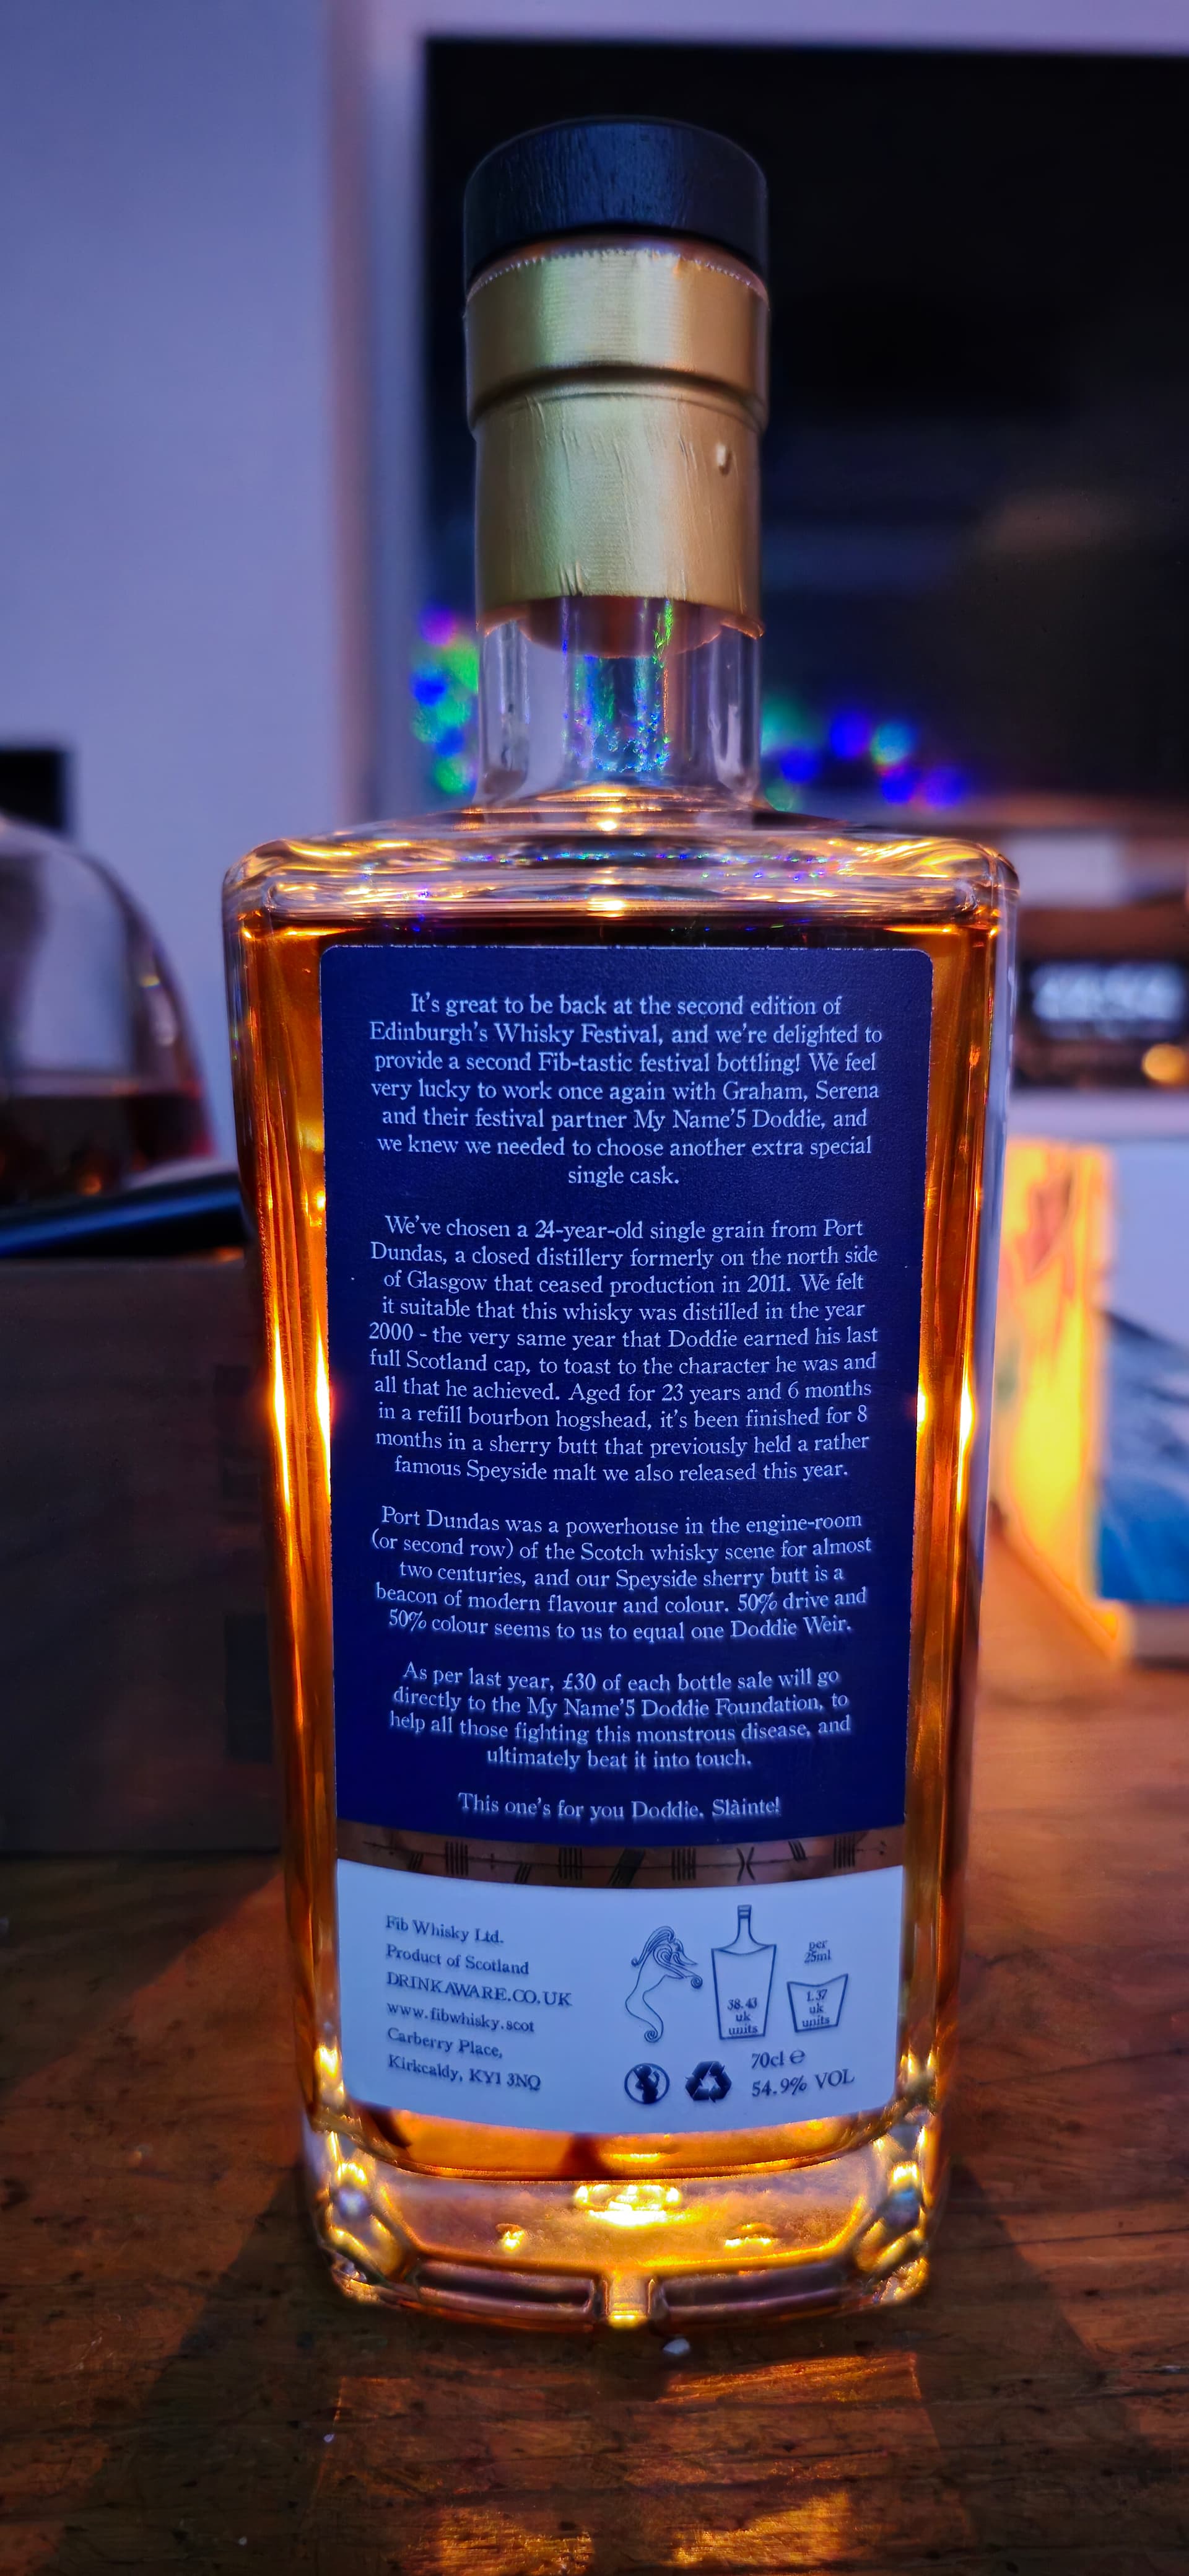 It's great to be back at the second edition of
Edinburgh's Whisky Festival, and we're delighted to
provide a second Fib-tastic festival bottling! We feel
very lucky to work once again with Graham, Serena
and their festival partner My Name'5 Doddie, and
we knew we needed to choose another extra special
single cask.
We've chosen a 24-year-old single grain from Port
Dundas, a closed distillery formerly on the north side
of Glasgow that ceased production in 2011. We felt
it suitable that this whisky was distilled in the year
2000 - the very same year that Doddie earned his last
full Scotland cap, to toast to the character he was and
all that he achieved. Aged for 23 years and 6 months
in a refill bourbon hogshead, it's been finished for 8
months in a sherry butt that previously held a rather
famous Speyside malt we also released this year.
Port Dundas was a powerhouse in the engine-room
(or second row) of the Scotch whisky scene for almost
two centuries, and our Speyside sherry butt is a
beacon of modern flavour and colour. 50% drive and
50% colour seems to us to equal one Doddie Weir.
As per last year, £30 of each bottle sale will go
directly to the My Name'5 Doddie Foundation, to
help all those fighting this monstrous disease, and
ultimately beat it into touch.
This one's for you Doddie. Slàinte!
Fib Whisky Ltd.
Product of Scotland
DRINKAWARE.CO.UK
www.fibwhisky.scot
Carberry Place,
Kirkcaldy, KY1 3NQ
38.43
uk
units
per
25ml
1.37
uk
units
70cl e
54.9% VOL